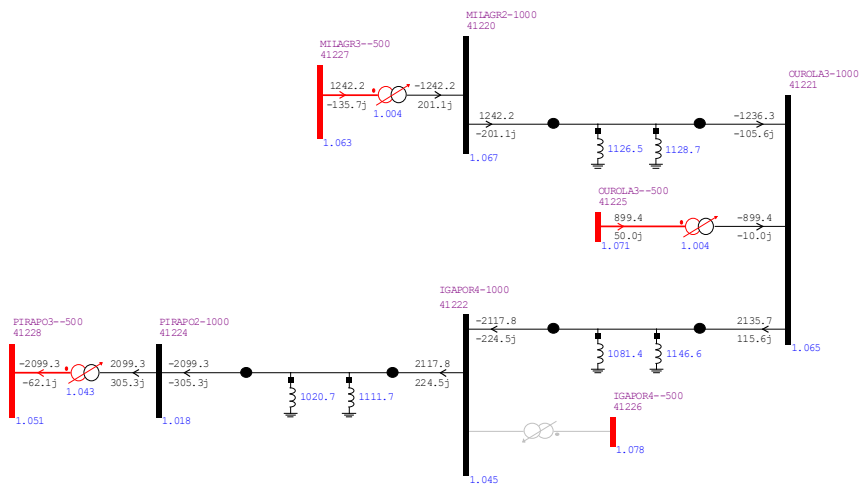 MILAGR2-1000
41220
MILAGR3--500
41227
1242.2
-135.7j
1.004
-1242.2
201.1j
1.063
1.067
1242.2
-201.1j
1126.5
1128.7
-1236.3
-105.6j
OUROLA3-1000
41221
OUROLA3--500
41225
899.4
50.0j
1.071
1.004
-899.4
-10.0j
IGAPOR4-1000
41222
-2117.8
-224.5j
1081.4
1146.6
2135.7
115.6j
1.065
PIRAPO3--500
41228
PIRAPO2-1000
41224
-2099.3
-62.1j
1.043
2099.3
305.3j
-2099.3
-305.3j
1020.7
1111.7
2117.8
224.5j
1.051
1.018
IGAPOR4--500
41226
1.078
1.045